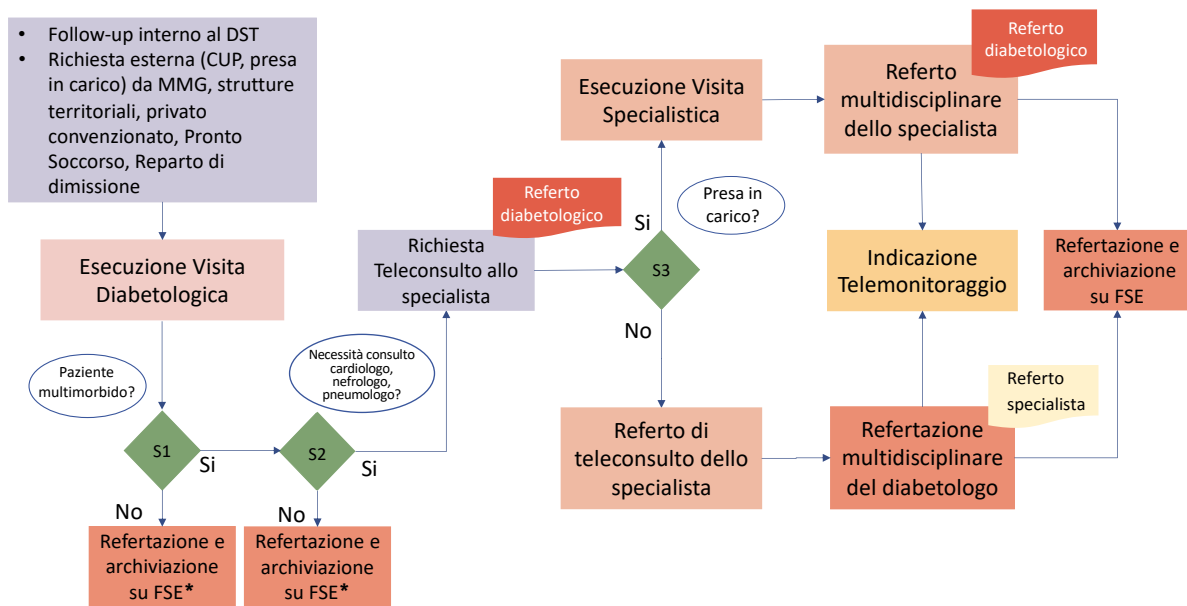 • Follow-up interno al DST
• Richiesta esterna (CUP, presa
in carico) da MMG, strutture
territoriali, privato
convenzionato, Pronto
Soccorso, Reparto di
dimissione
Esecuzione Visita
Diabetologica
Paziente
multimorbido?
S1
Si
No
Refertazione e
archiviazione
su FSE*
Necessità consulto
cardiologo,
nefrologo,
pneumologo?
S2
Si
No
Refertazione e
archiviazione
su FSE*
Referto
diabetologico
Richiesta
Teleconsulto allo
specialista
S3
Presa in
carico?
Si
No
Esecuzione Visita
Specialistica
Referto
diabetologico
Referto
multidisciplinare
dello specialista
Indicazione
Telemonitoraggio
Refertazione e
archiviazione
su FSE
Referto di
teleconsulto dello
specialista
Referto
specialista
Refertazione
multidisciplinare
del diabetologo